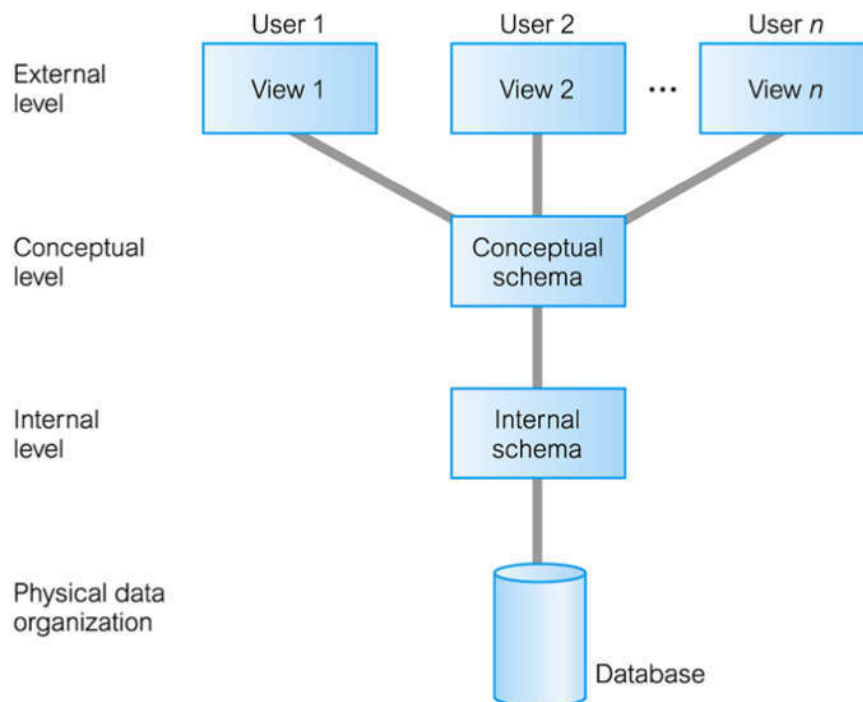 User 1
User 2
User n
External
level
View 1
View 2
...
View n
Conceptual
level
Conceptual
schema
Internal
level
Internal
schema
Physical data
organization
Database